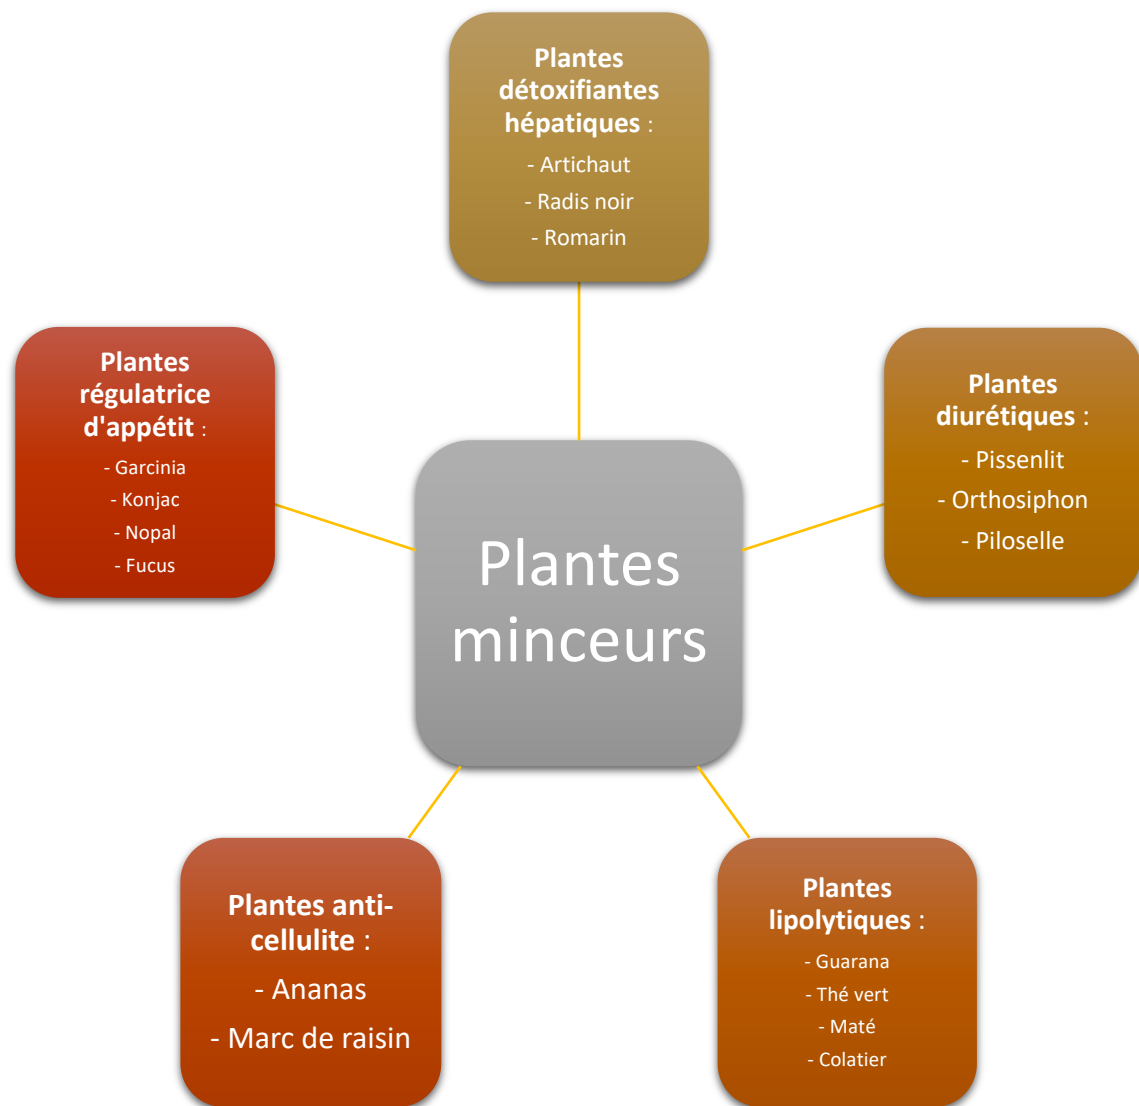 Plantes
détoxifiantes
hépatiques :
- Artichaut
- Radis noir
- Romarin
Plantes
régulatrice
d'appétit :
- Garcinia
- Konjac
- Nopal
- Fucus
Plantes
diurétiques :
- Pissenlit
- Orthosiphon
- Piloselle
Plantes
minceurs
Plantes anti-
cellulite :
- Ananas
- Marc de raisin
Plantes
lipolytiques :
- Guarana
- Thé vert
- Maté
- Colatier